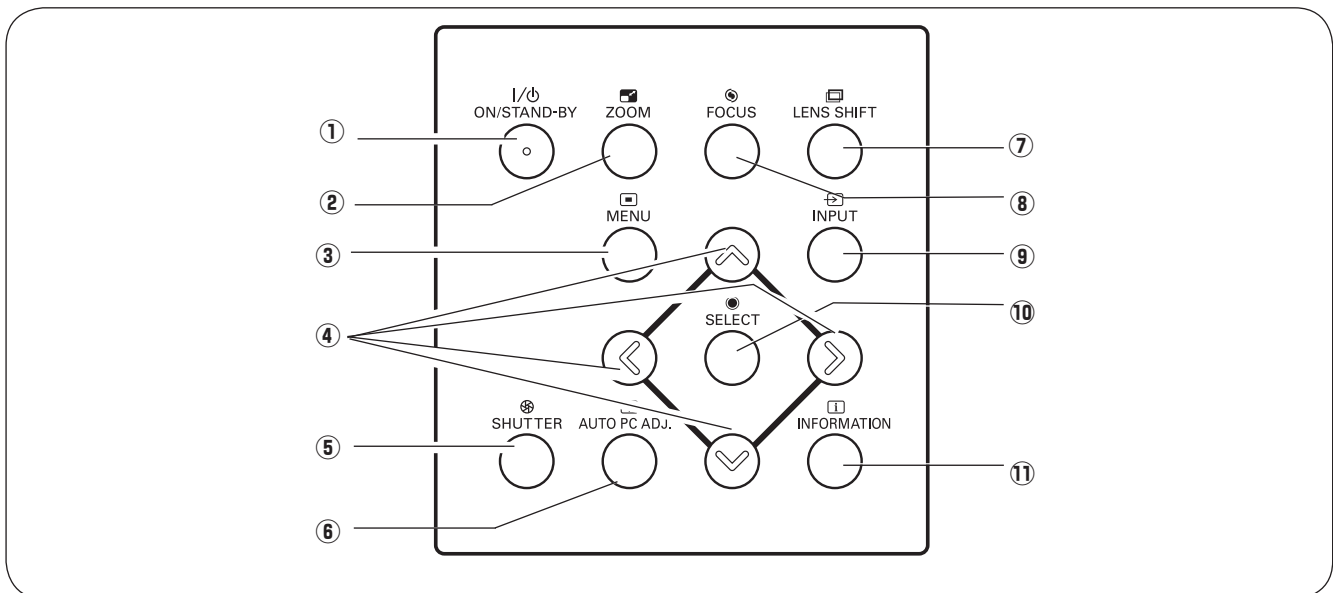 I/⏻
ON/STAND-BY ZOOM FOCUS LENS SHIFT
① ⑦
② ⑧
MENU INPUT
③ ⑨
④ SELECT ⑩
SHUTTER AUTO PC ADJ. INFORMATION
⑤ ⑪
⑥